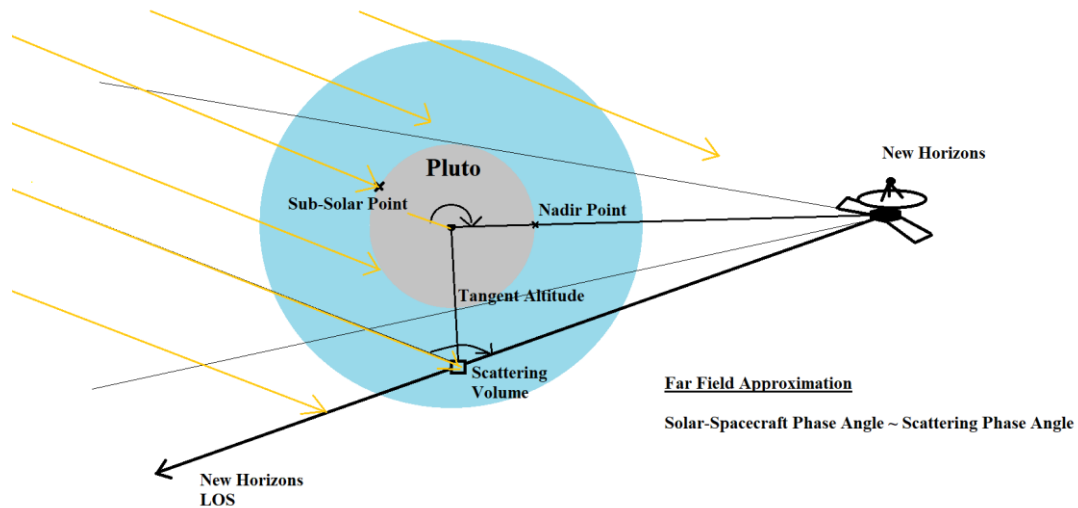 New Horizons
Pluto
Sub-Solar Point
Nadir Point
Tangent Altitude
Scattering
Volume
Far Field Approximation
Solar-Spacecraft Phase Angle ~ Scattering Phase Angle
New Horizons
LOS